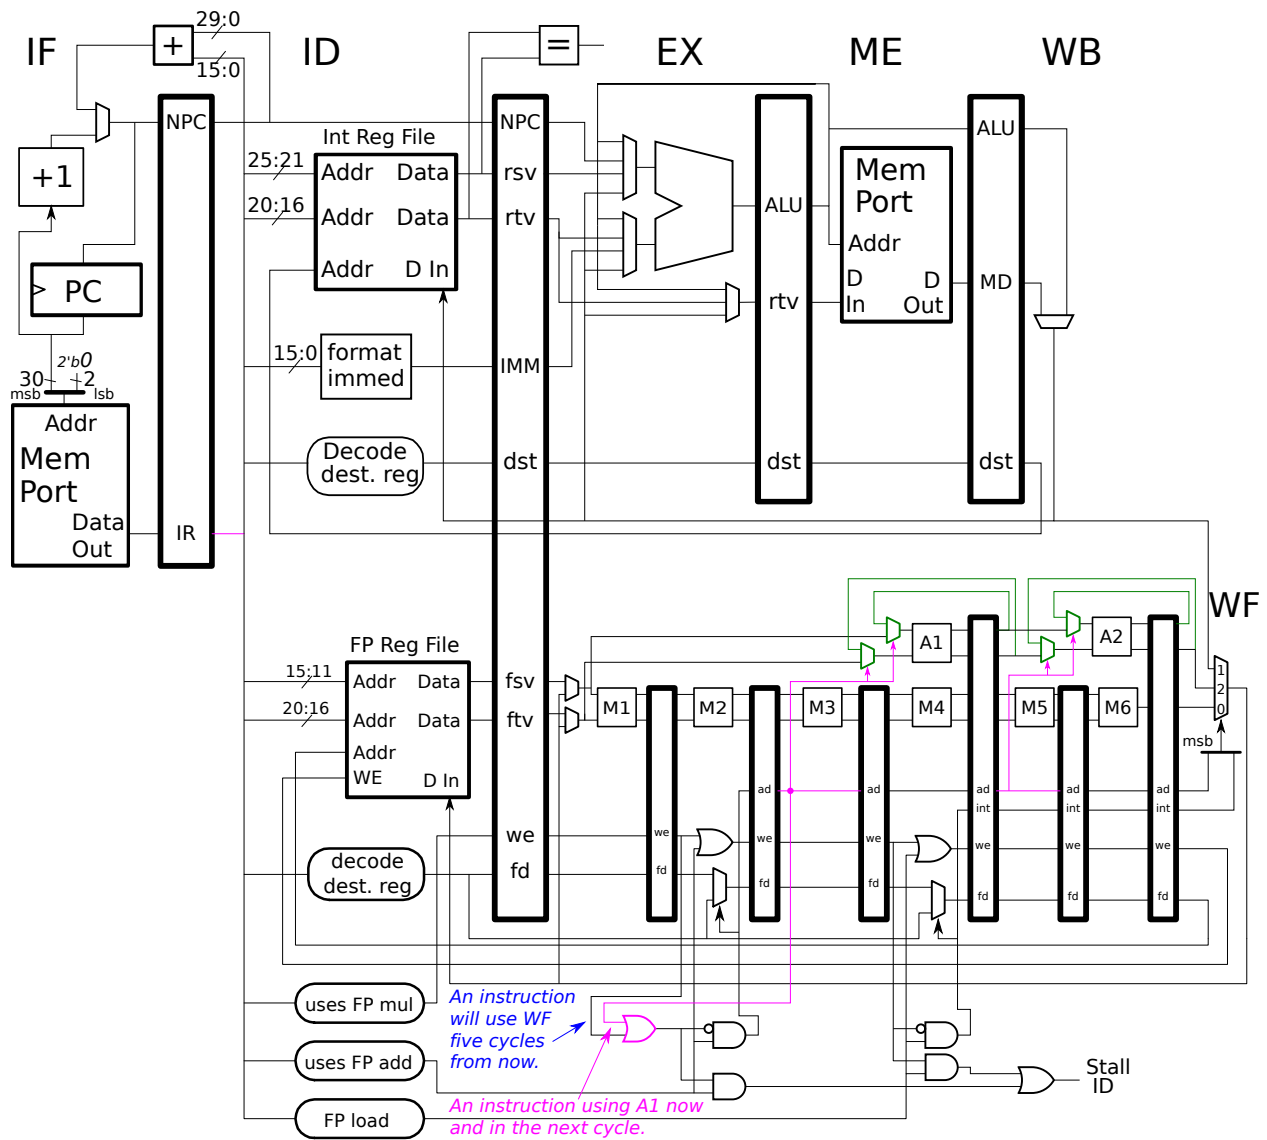 IF
ID
EX
ME
WB
29:0
15:0
+
=
NPC
NPC
ALU
Int Reg File
25:21
Addr
Data
rsv
+1
20:16
Addr
Data
rtv
ALU
Mem
Port
Addr
D
In
D
Out
Addr
D In
MD
PC
rtv
15:0
format
immed
IMM
2'b0
30
2
msb
lsb
Addr
Mem
Port
Data
Out
IR
Decode
dest. reg
dst
dst
dst
WF
FP Reg File
A1
A2
15:11
Addr
Data
fsv
20:16
Addr
Data
ftv
M1
M2
M3
M4
M5
M6
1
2
0
msb
Addr
WE
D In
ad
ad
ad
ad
ad
int
int
int
we
we
we
we
we
we
we
decode
dest. reg
fd
fd
fd
fd
fd
fd
fd
uses FP mul
uses FP add
FP load
An instruction
will use WF
five cycles
from now.
An instruction using A1 now
and in the next cycle.
Stall
ID